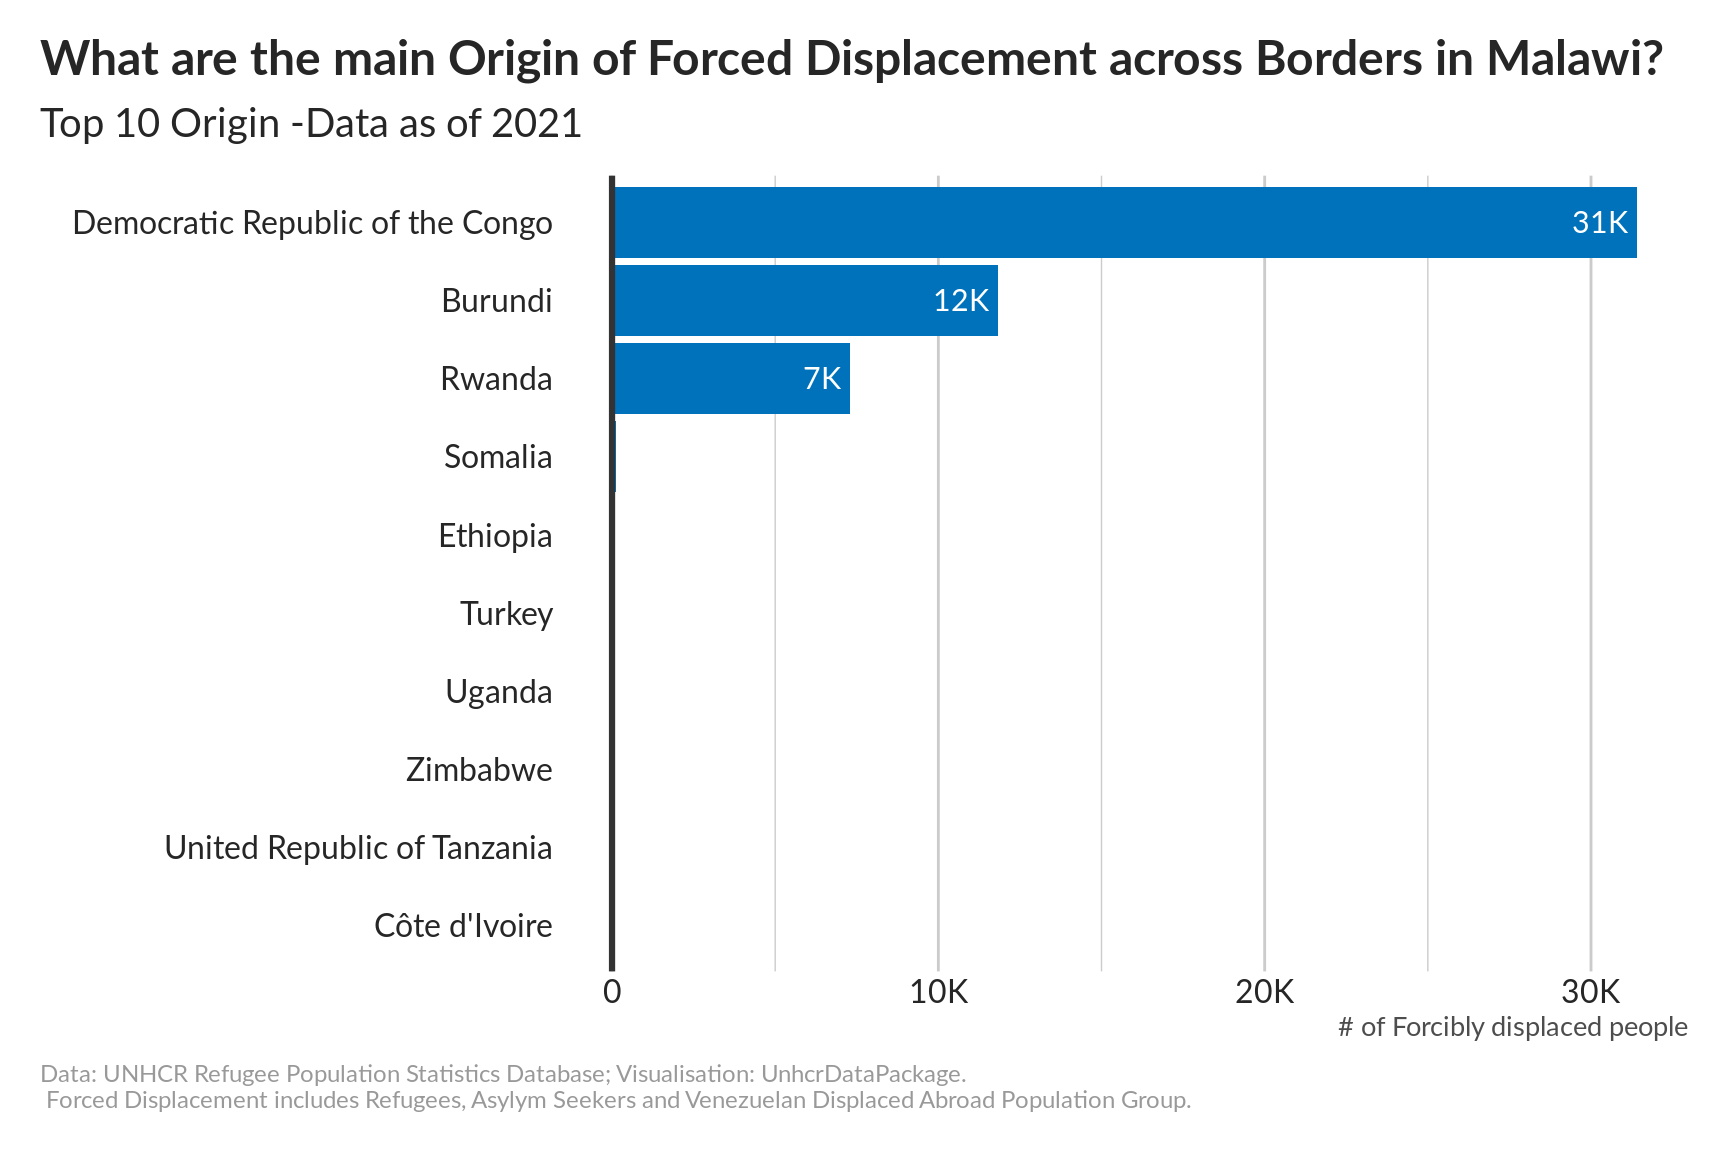 What are the main Origin of Forced Displacement across Borders in Malawi?
Top 10 Origin -Data as of 2021
Democratic Republic of the Congo
31K
Burundi
12K
Rwanda
7K
Somalia
Ethiopia
Turkey
Uganda
Zimbabwe
United Republic of Tanzania
Côte d'Ivoire
0 10K 20K 30K
# of Forcibly displaced people
Data: UNHCR Refugee Population Statistics Database; Visualisation: UnhcrDataPackage.
Forced Displacement includes Refugees, Asylym Seekers and Venezuelan Displaced Abroad Population Group.